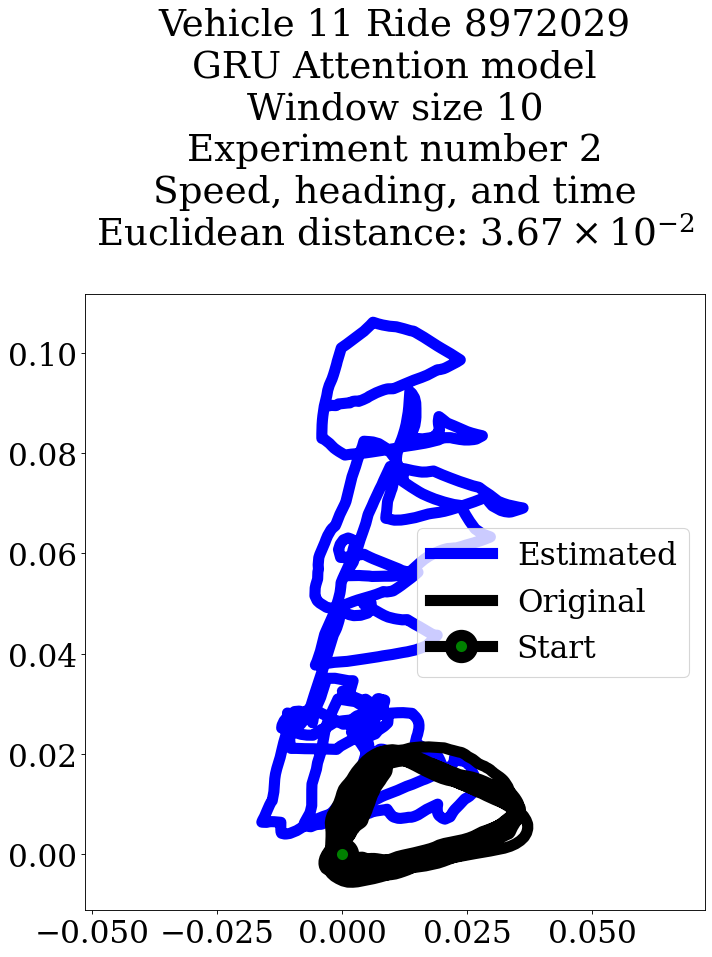 Vehicle 11 Ride 8972029
GRU Attention model
Window size 10
Experiment number 2
Speed, heading, and time
Euclidean distance: 3.67 × 10⁻²
0.10
0.08
0.06
0.04
0.02
0.00
Estimated
Original
Start
−0.050 −0.025 0.000 0.025 0.050